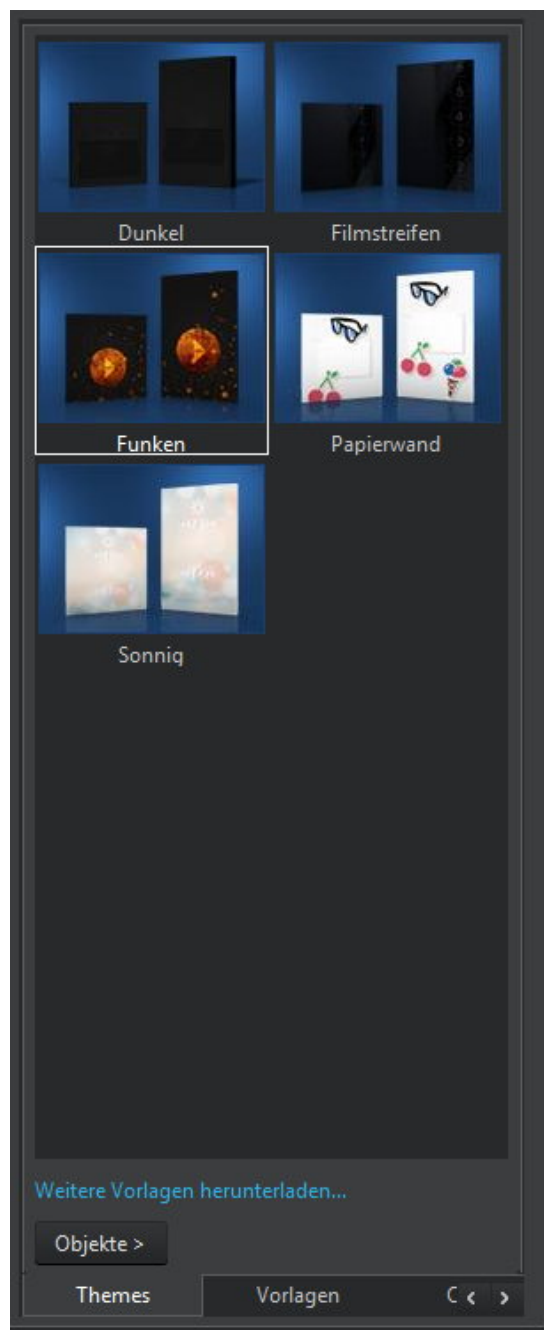 Dunkel
Filmstreifen
Funken
Papierwand
Sonnig
Weitere Vorlagen herunterladen...
Objekte >
Themes
Vorlagen